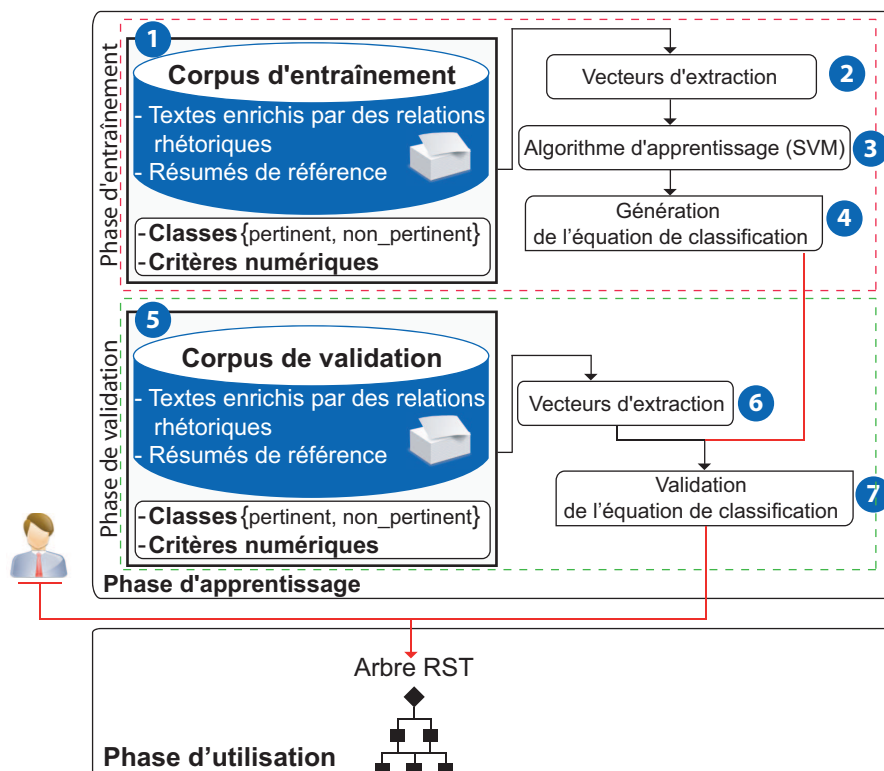 Phase d'entraînement
1
Corpus d'entraînement
- Textes enrichis par des relations
rhétoriques
- Résumés de référence
- Classes {pertinent, non_pertinent}
- Critères numériques
Vecteurs d'extraction
2
Algorithme d'apprentissage (SVM)
3
Génération
de l'équation de classification
4
Phase de validation
5
Corpus de validation
- Textes enrichis par des relations
rhétoriques
- Résumés de référence
- Classes {pertinent, non_pertinent}
- Critères numériques
Vecteurs d'extraction
6
Validation
de l'équation de classification
7
Phase d'apprentissage
Arbre RST
Phase d’utilisation